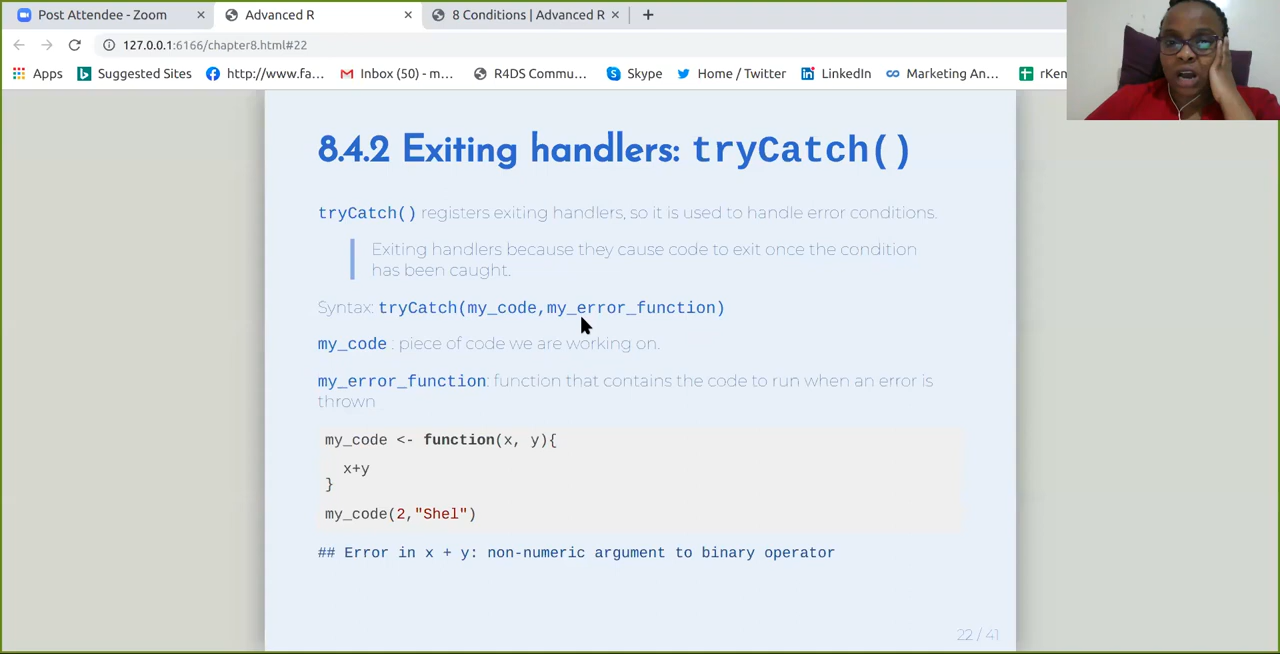 Post Attendee - Zoom
Advanced R
8 Conditions | Advanced R
127.0.0.1:6166/chapter8.html#22
Apps
Suggested Sites
http://www.fa...
Inbox (50) - m...
R4DS Commu...
Skype
Home / Twitter
LinkedIn
Marketing An...
rKen
8.4.2 Exiting handlers: tryCatch()
tryCatch() registers exiting handlers, so it is used to handle error conditions.
Exiting handlers because they cause code to exit once the condition
has been caught.
Syntax: tryCatch(my_code,my_error_function)
my_code : piece of code we are working on.
my_error_function: function that contains the code to run when an error is
thrown
my_code <- function(x, y){
x+y
}
my_code(2,"Shel")
## Error in x + y: non-numeric argument to binary operator
22 / 41